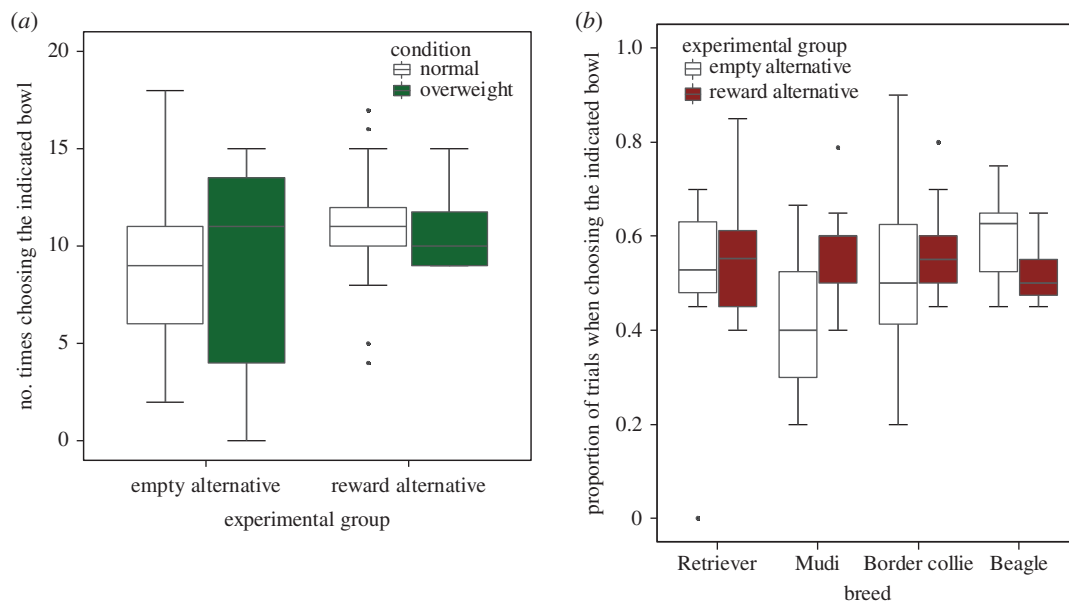 (a)
20
15
10
5
0
no. times choosing the indicated bowl
condition
normal
overweight
empty alternative
reward alternative
experimental group
(b)
1.0
0.8
0.6
0.4
0.2
0
proportion of trials when choosing the indicated bowl
experimental group
empty alternative
reward alternative
Retriever
Mudi
Border collie
Beagle
breed